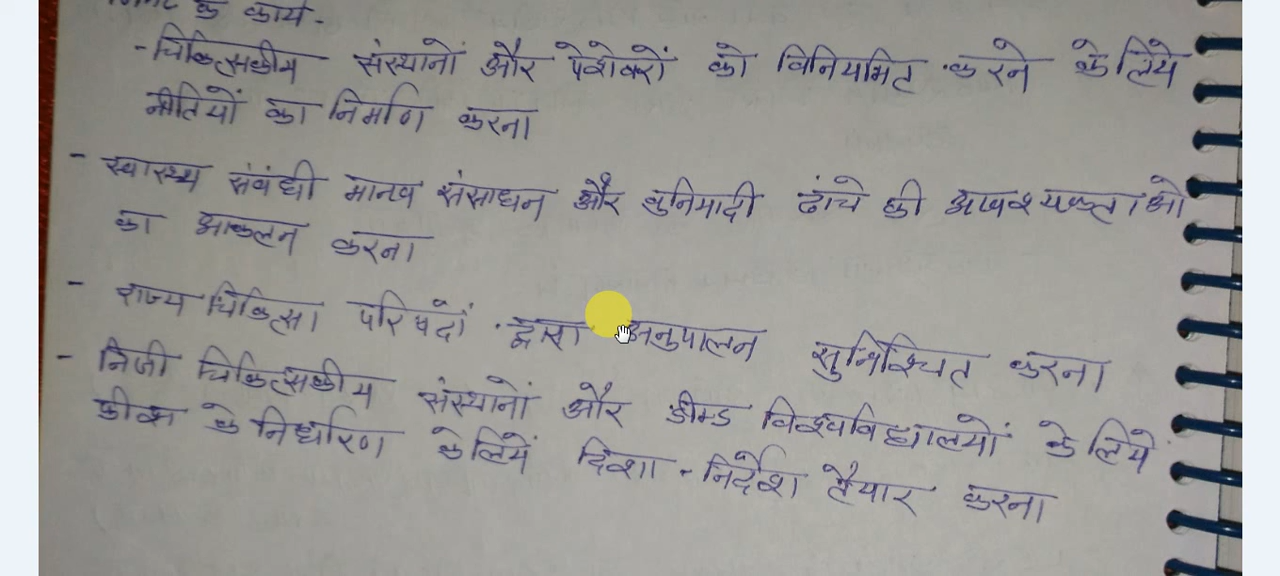 के कार्य -
- चिकित्सकीय संस्थानों और पेशेवरों को विनियमित करने के लिये
नीतियों का निर्माण करना
- स्वास्थ्य संबंधी मानव संसाधन और बुनियादी ढांचे की आवश्यकताओ
का आकलन करना
- राज्य चिकित्सा परिषदों द्वारा अनुपालन सुनिश्चित करना
- निजी चिकित्सकीय संस्थानों और डीम्ड विश्वविद्यालयों के लिये
फीस के निर्धारण के लिये दिशा - निर्देश तैयार करना